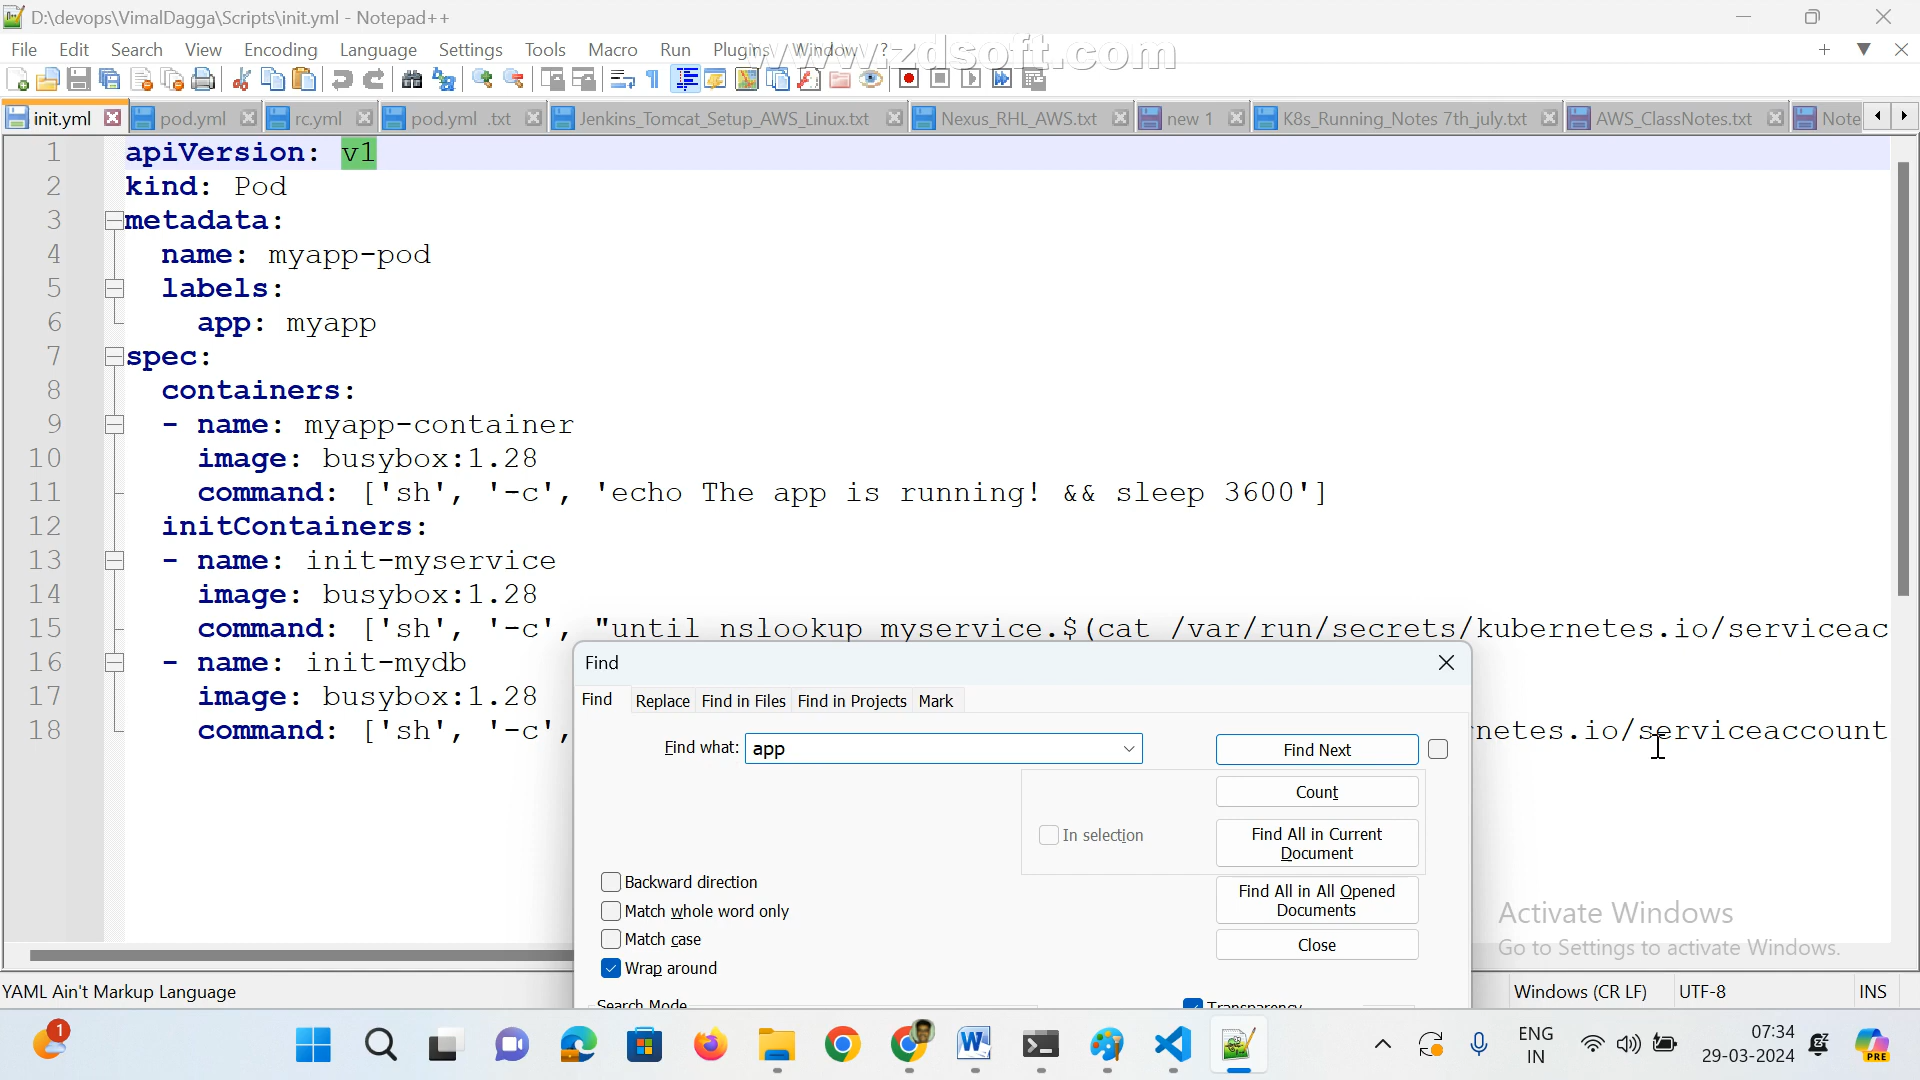 D:\devops\VimalDagga\Scripts\init.yml - Notepad++
File Edit Search View Encoding Language Settings Tools Macro Run Plugins Window ?
www.zdsoft.com
init.yml pod.yml rc.yml pod.yml .txt Jenkins_Tomcat_Setup_AWS_Linux.txt Nexus_RHL_AWS.txt new 1 K8s_Running_Notes 7th_july.txt AWS_ClassNotes.txt Note
1 apiVersion: v1
2 kind: Pod
3 metadata:
4 name: myapp-pod
5 labels:
6 app: myapp
7 spec:
8 containers:
9 - name: myapp-container
10 image: busybox:1.28
11 command: ['sh', '-c', 'echo The app is running! && sleep 3600']
12 initContainers:
13 - name: init-myservice
14 image: busybox:1.28
15 command: ['sh', '-c', "until nslookup myservice.$(cat /var/run/secrets/kubernetes.io/serviceac
16 - name: init-mydb
17 image: busybox:1.28
18 command: ['sh', '-c', netes.io/serviceaccount
Find
Find Replace Find in Files Find in Projects Mark
Find what: app Find Next
Count
In selection
Find All in Current Document
Backward direction
Find All in All Opened Documents
Match whole word only
Match case
Close
Wrap around
Search Mode
Transparency
Activate Windows
Go to Settings to activate Windows.
YAML Ain't Markup Language Windows (CR LF) UTF-8 INS
1
ENG
IN
07:34
29-03-2024
PRE